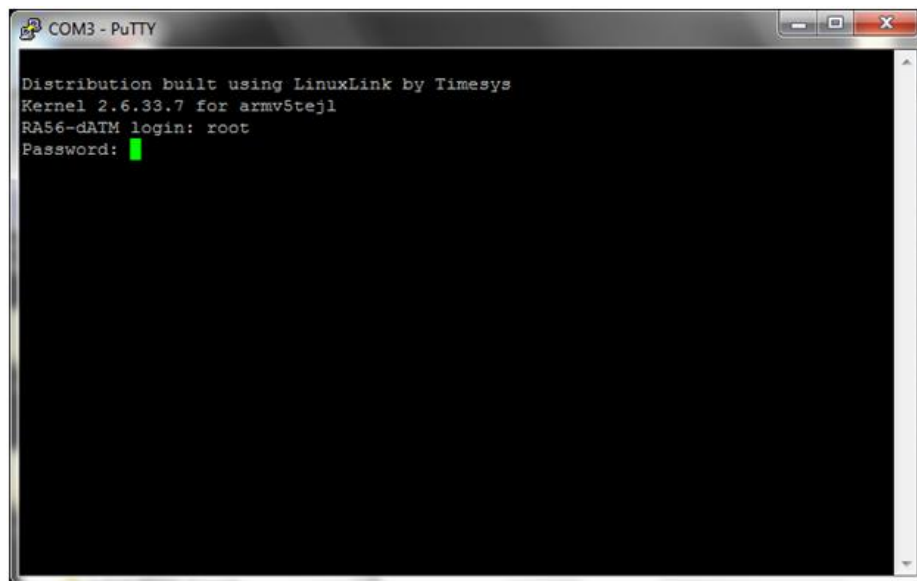 COM3 - PuTTY
Distribution built using LinuxLink by Timesys
Kernel 2.6.33.7 for armv5tejl
RA56-dATM login: root
Password: